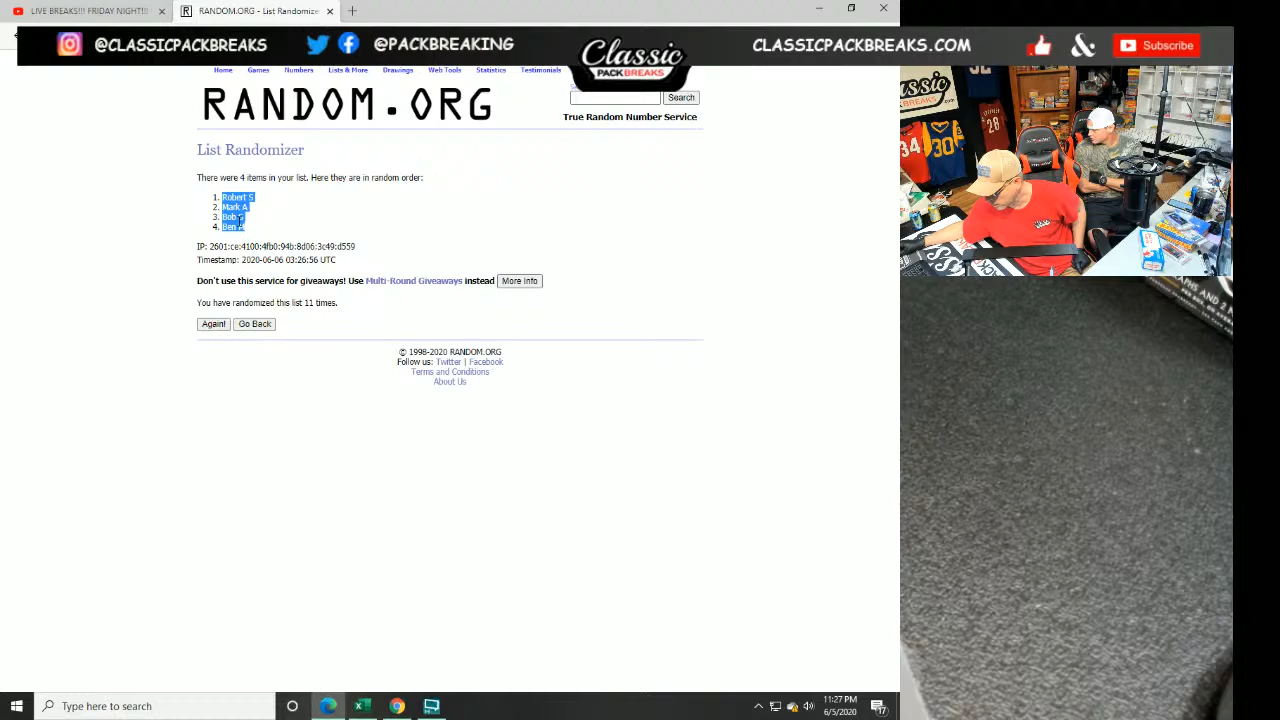 LIVE BREAKS!!! FRIDAY NIGHT!!!
RANDOM.ORG - List Randomizer
@CLASSICPACKBREAKS
@PACKBREAKING
Classic
PACKBREAKS
CLASSICPACKBREAKS.COM
&
Subscribe
Home Games Numbers Lists & More Drawings Web Tools Statistics Testimonials
RANDOM.ORG
Search
True Random Number Service
List Randomizer
There were 4 items in your list. Here they are in random order:
1. Robert S
2. Mark A
3. Bob
4. Ben
IP: 2601:ce:4100:4fb0:94b:8d06:3c49:d559
Timestamp: 2020-06-06 03:26:56 UTC
Don't use this service for giveaways! Use Multi-Round Giveaways instead More Info
You have randomized this list 11 times.
Again! Go Back
© 1998-2020 RANDOM.ORG
Follow us: Twitter | Facebook
Terms and Conditions
About Us
Classic
34
30
28
Type here to search
11:27 PM
6/5/2020
17